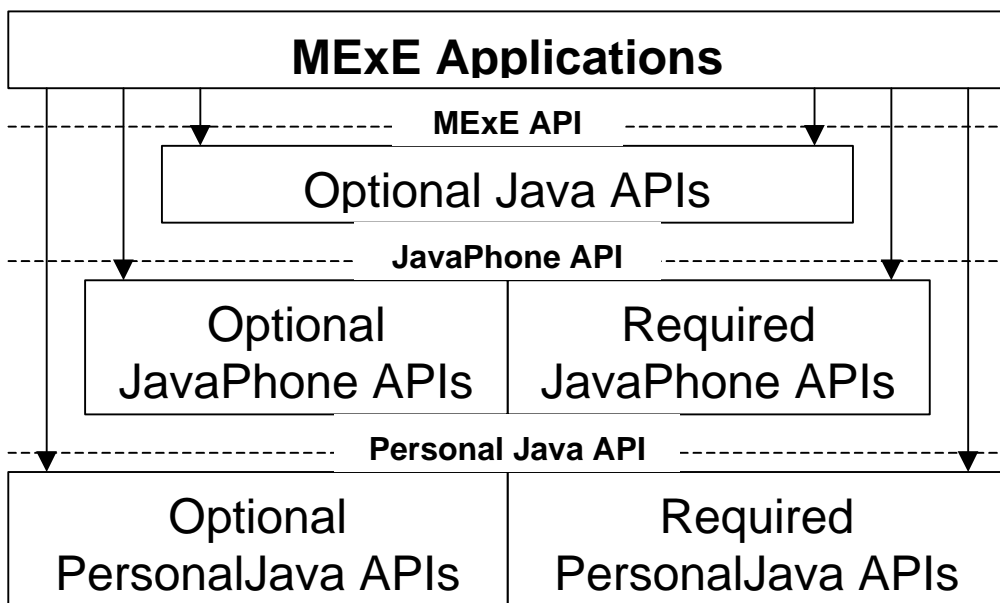 MExE Applications
MExE API
Optional Java APIs
JavaPhone API
Optional
JavaPhone APIs
Required
JavaPhone APIs
Personal Java API
Optional
PersonalJava APIs
Required
PersonalJava APIs